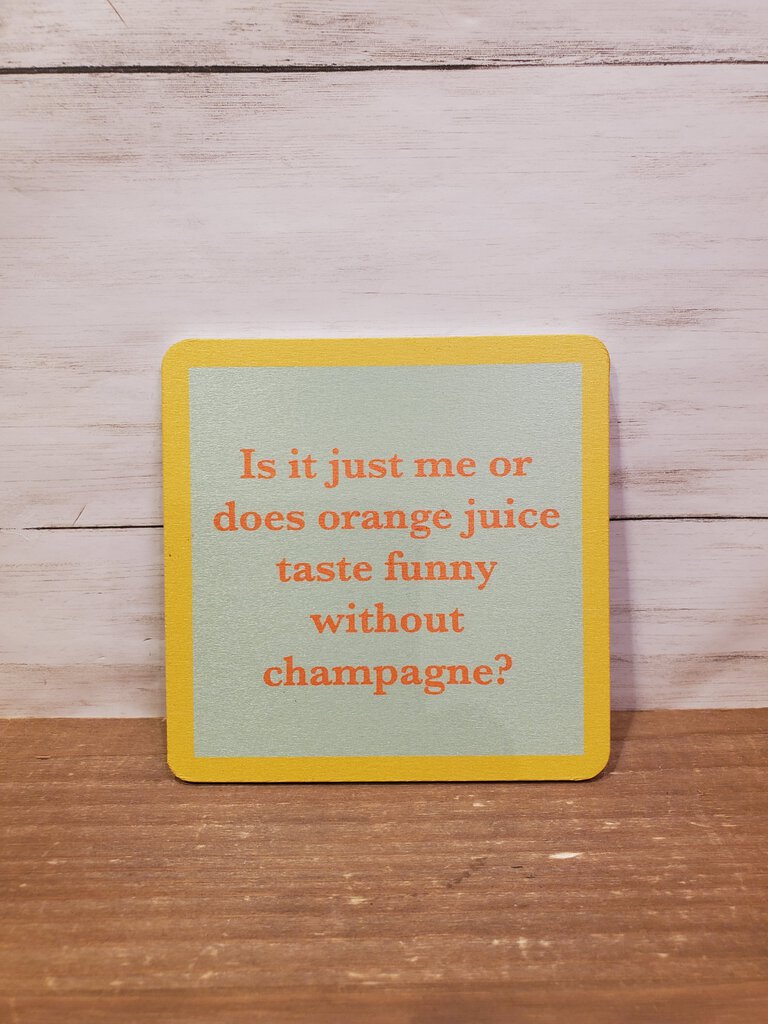 Is it just me or
does orange juice
taste funny
without
champagne?